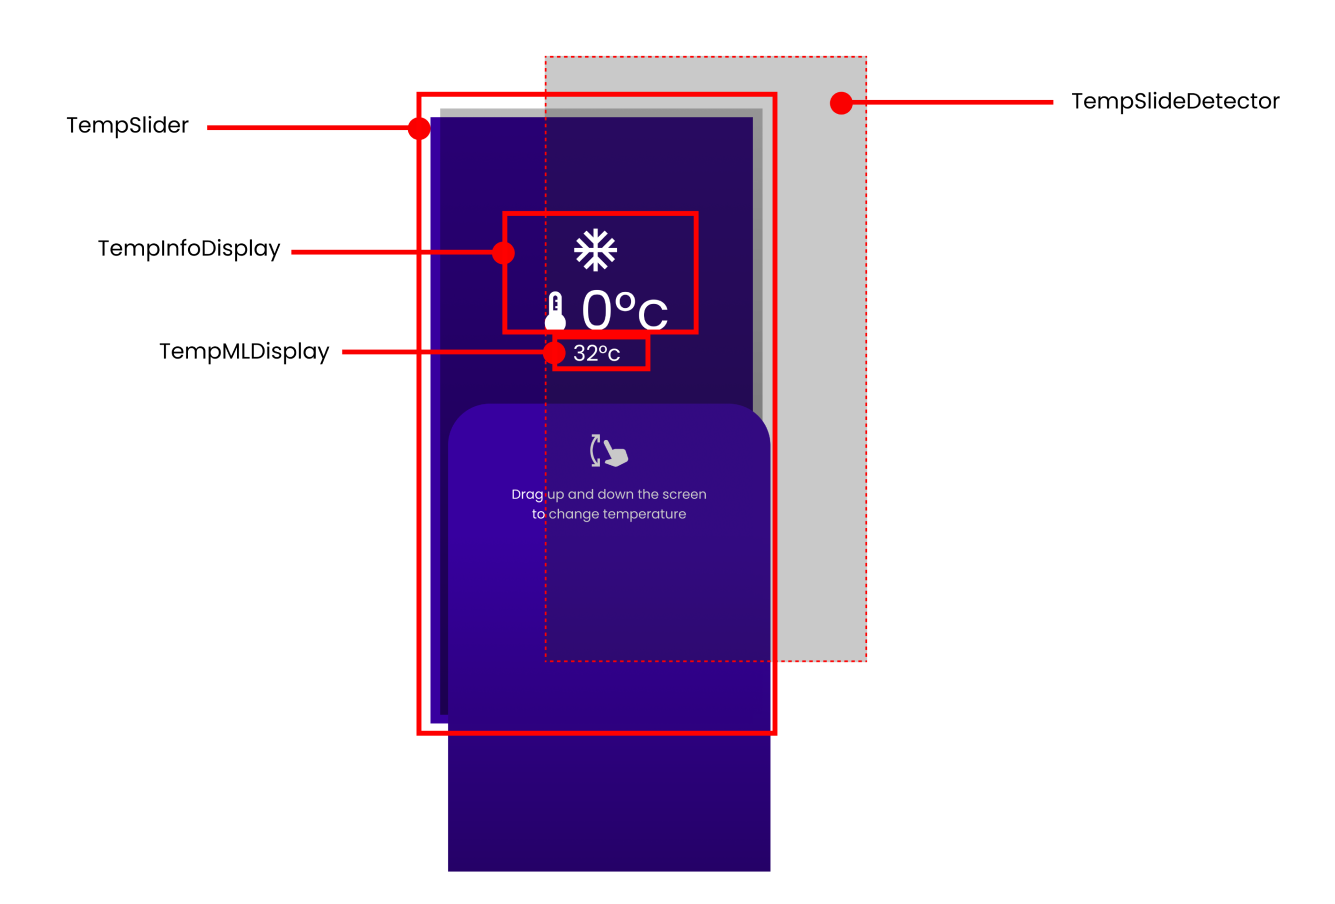 TempSlideDetector
TempSlider
TempInfoDisplay
0ºc
TempMLDisplay
32ºc
Drag up and down the screen
to change temperature